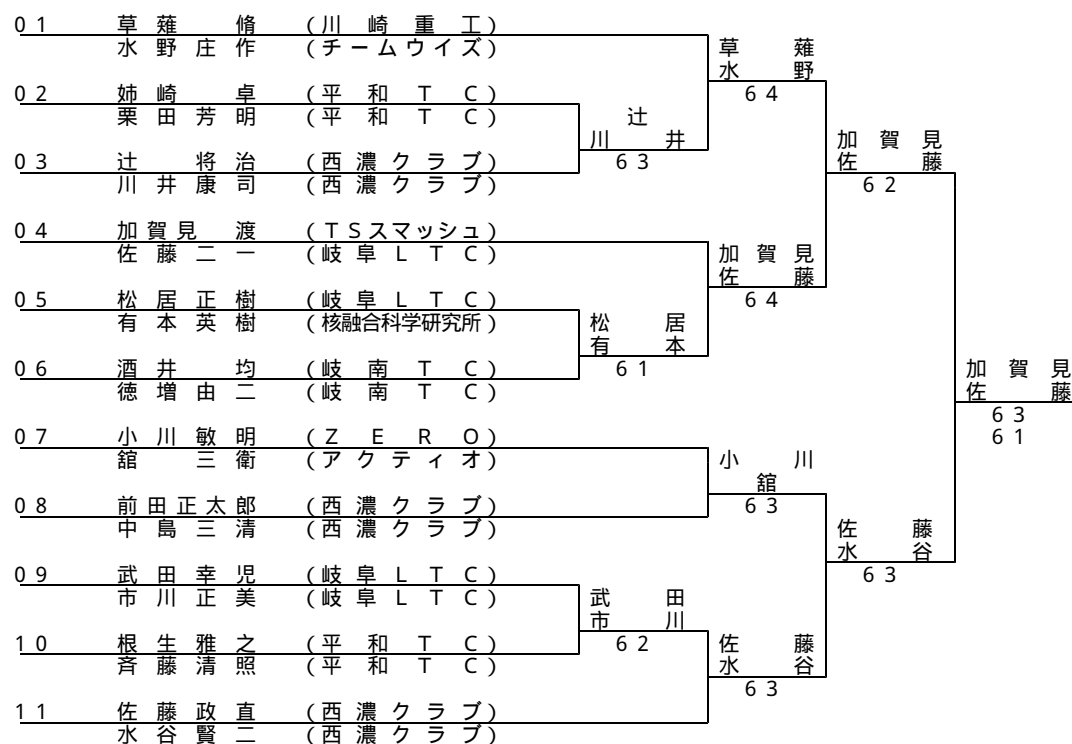 01 草薙 脩 (川崎重工)
水野庄作 (チームウイズ)
02 姉崎 卓 (平和TC)
栗田芳明 (平和TC)
03 辻 将治 (西濃クラブ)
川井康司 (西濃クラブ)
04 加賀見 渡 (TSスマッシュ)
佐藤二一 (岐阜LTC)
05 松居正樹 (岐阜LTC)
有本英樹 (核融合科学研究所)
06 酒井 均 (岐南TC)
徳増由二 (岐南TC)
07 小川敏明 (ZERO)
舘 三衛 (アクティオ)
08 前田正太郎 (西濃クラブ)
中島三清 (西濃クラブ)
09 武田幸児 (岐阜LTC)
市川正美 (岐阜LTC)
10 根生雅之 (平和TC)
斉藤清照 (平和TC)
11 佐藤政直 (西濃クラブ)
水谷賢二 (西濃クラブ)
辻
川井
63
松居
有本
61
武田
市川
62
草薙
水野
64
加賀見
佐藤
64
小川
舘
63
佐藤
水谷
63
加賀見
佐藤
62
佐藤
水谷
63
加賀見
佐藤
63
61